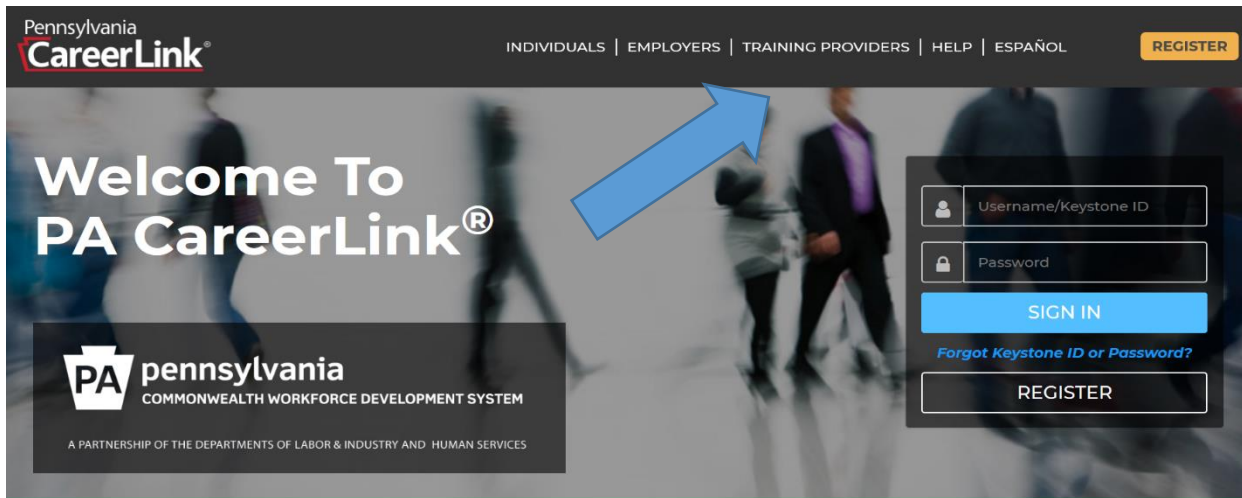 Pennsylvania
CareerLink®
INDIVIDUALS | EMPLOYERS | TRAINING PROVIDERS | HELP | ESPAÑOL
REGISTER
Welcome To
PA CareerLink®
Username/Keystone ID
Password
SIGN IN
Forgot Keystone ID or Password?
REGISTER
PA pennsylvania
COMMONWEALTH WORKFORCE DEVELOPMENT SYSTEM
A PARTNERSHIP OF THE DEPARTMENTS OF LABOR & INDUSTRY AND HUMAN SERVICES